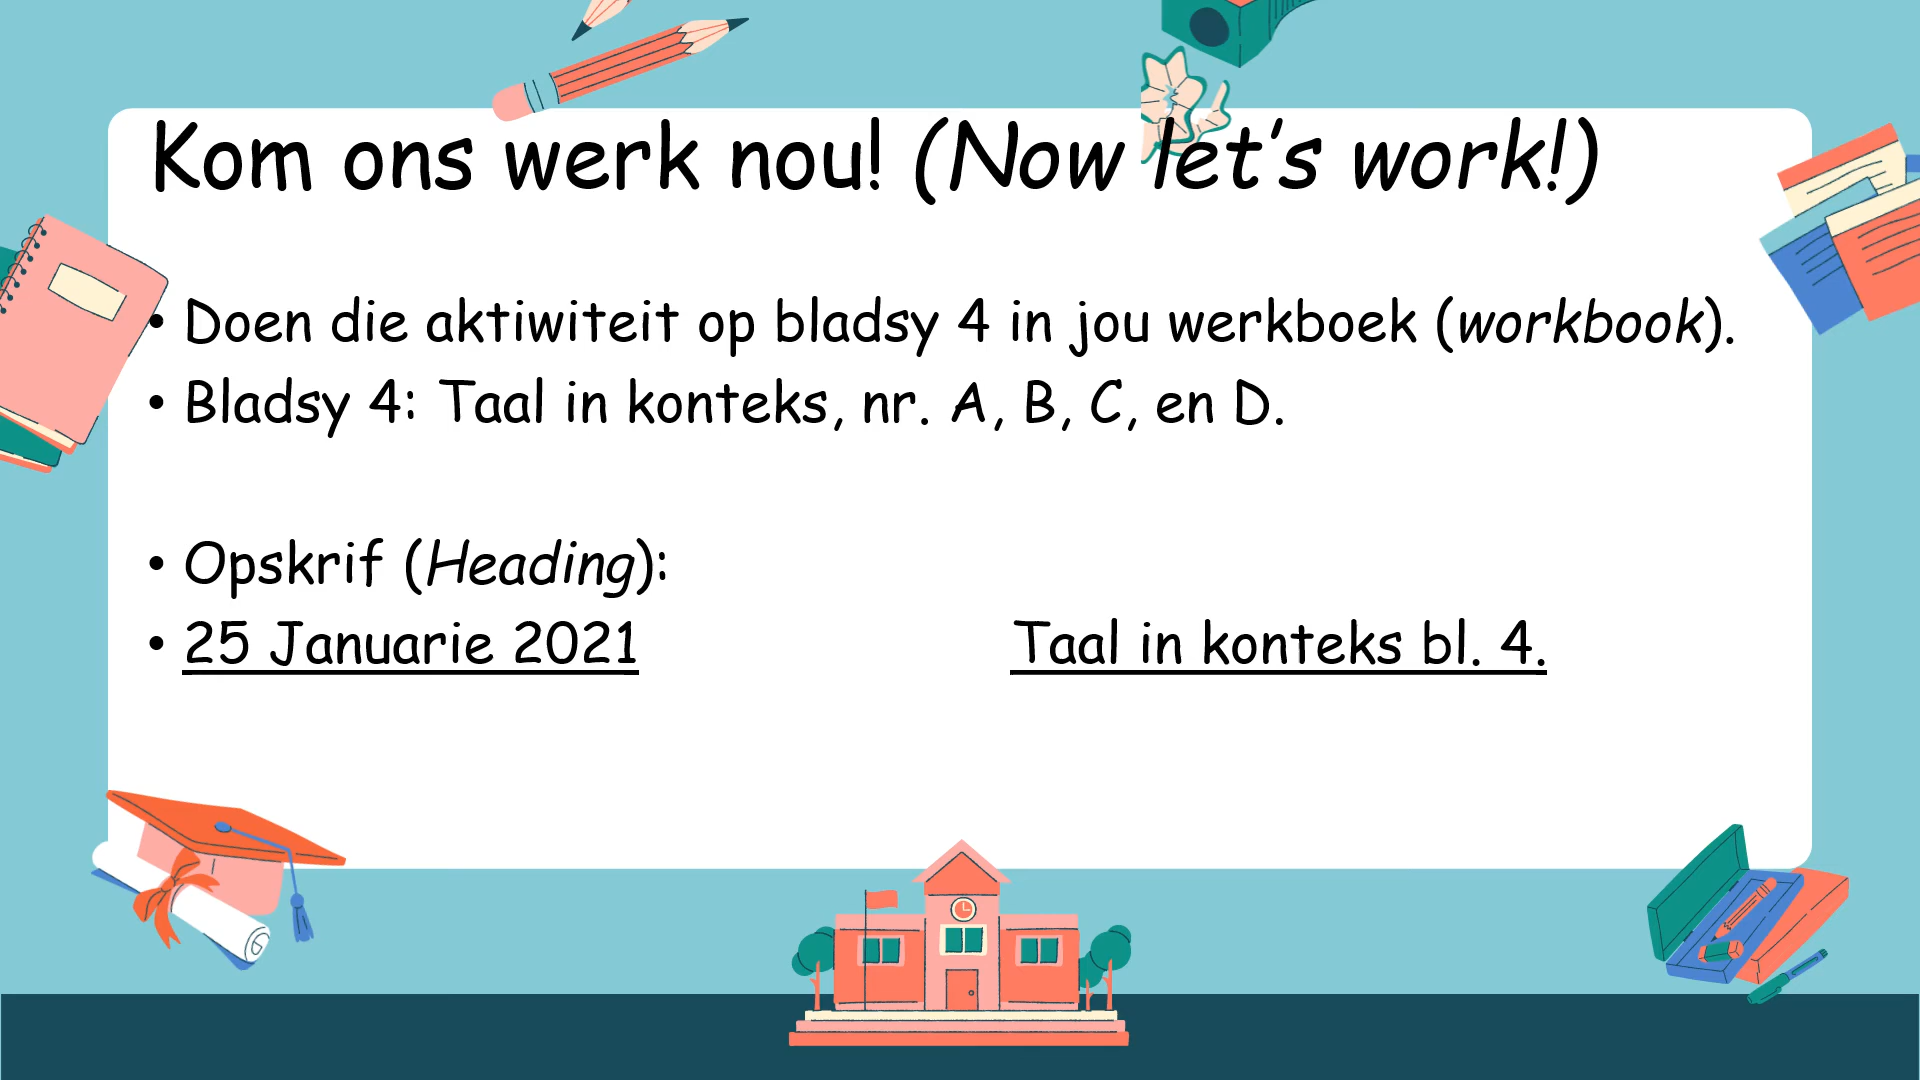 Kom ons werk nou! (Now let’s work!)
• Doen die aktiwiteit op bladsy 4 in jou werkboek (workbook).
• Bladsy 4: Taal in konteks, nr. A, B, C, en D.
• Opskrif (Heading):
• 25 Januarie 2021 Taal in konteks bl. 4.